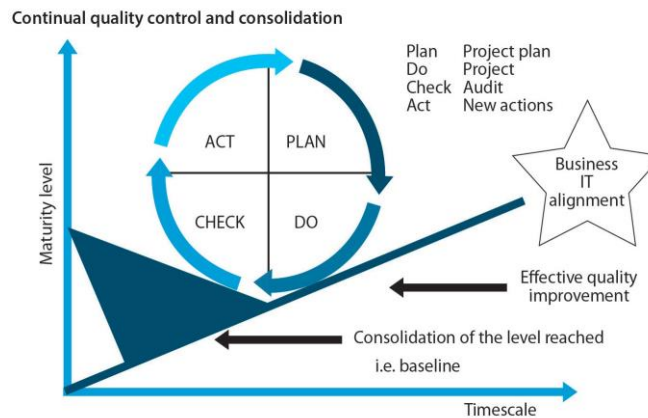 Continual quality control and consolidation
Plan Project plan
Do Project
Check Audit
Act New actions
ACT PLAN
CHECK DO
Business
IT
alignment
Maturity level
Effective quality
improvement
Consolidation of the level reached
i.e. baseline
Timescale